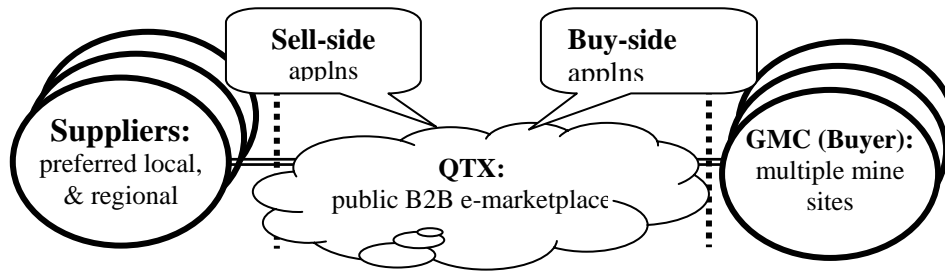 Sell-side
applns
Buy-side
applns
Suppliers:
preferred local,
& regional
QTX:
public B2B e-marketplace
GMC (Buyer):
multiple mine
sites